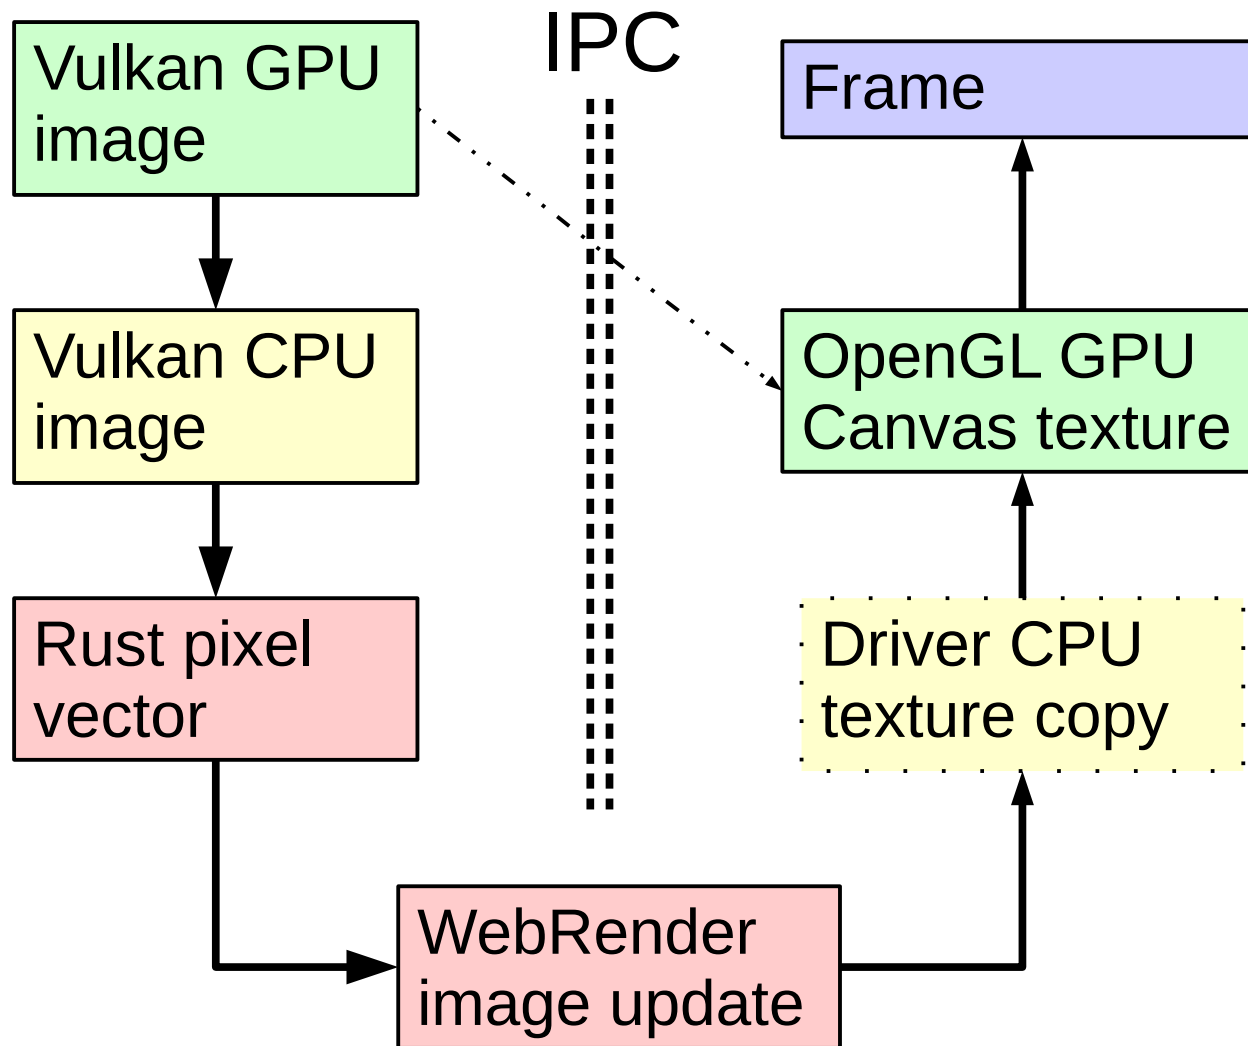 Vulkan GPU
image
Vulkan CPU
image
Rust pixel
vector
IPC
WebRender
image update
Frame
OpenGL GPU
Canvas texture
Driver CPU
texture copy